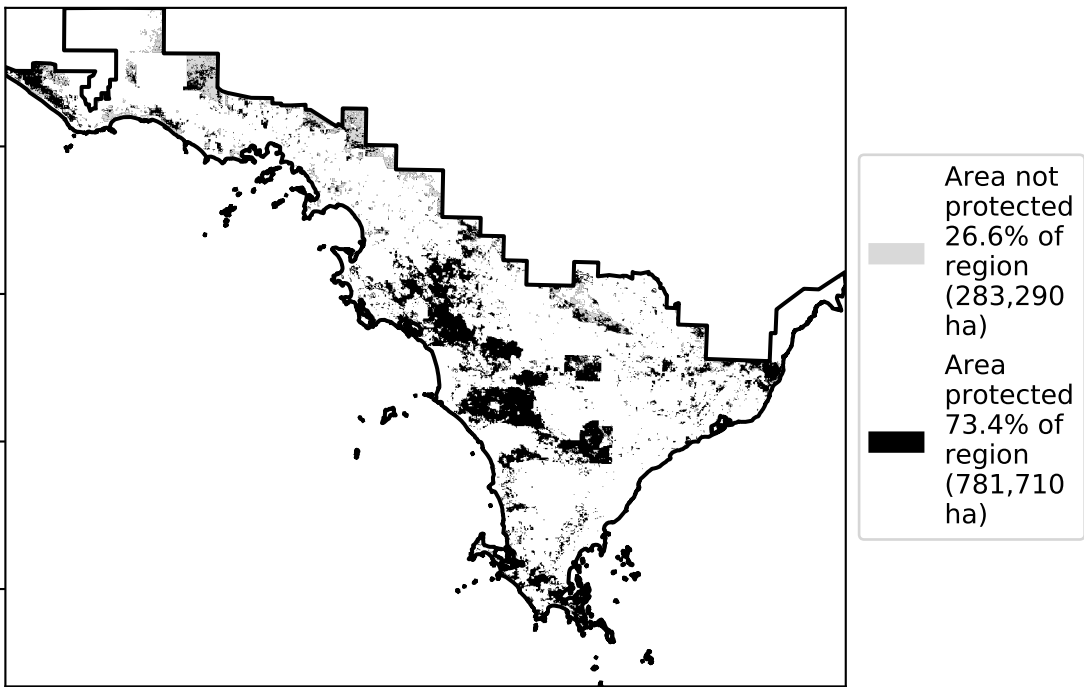 Area not
protected
26.6% of
region
(283,290
ha)
Area
protected
73.4% of
region
(781,710
ha)